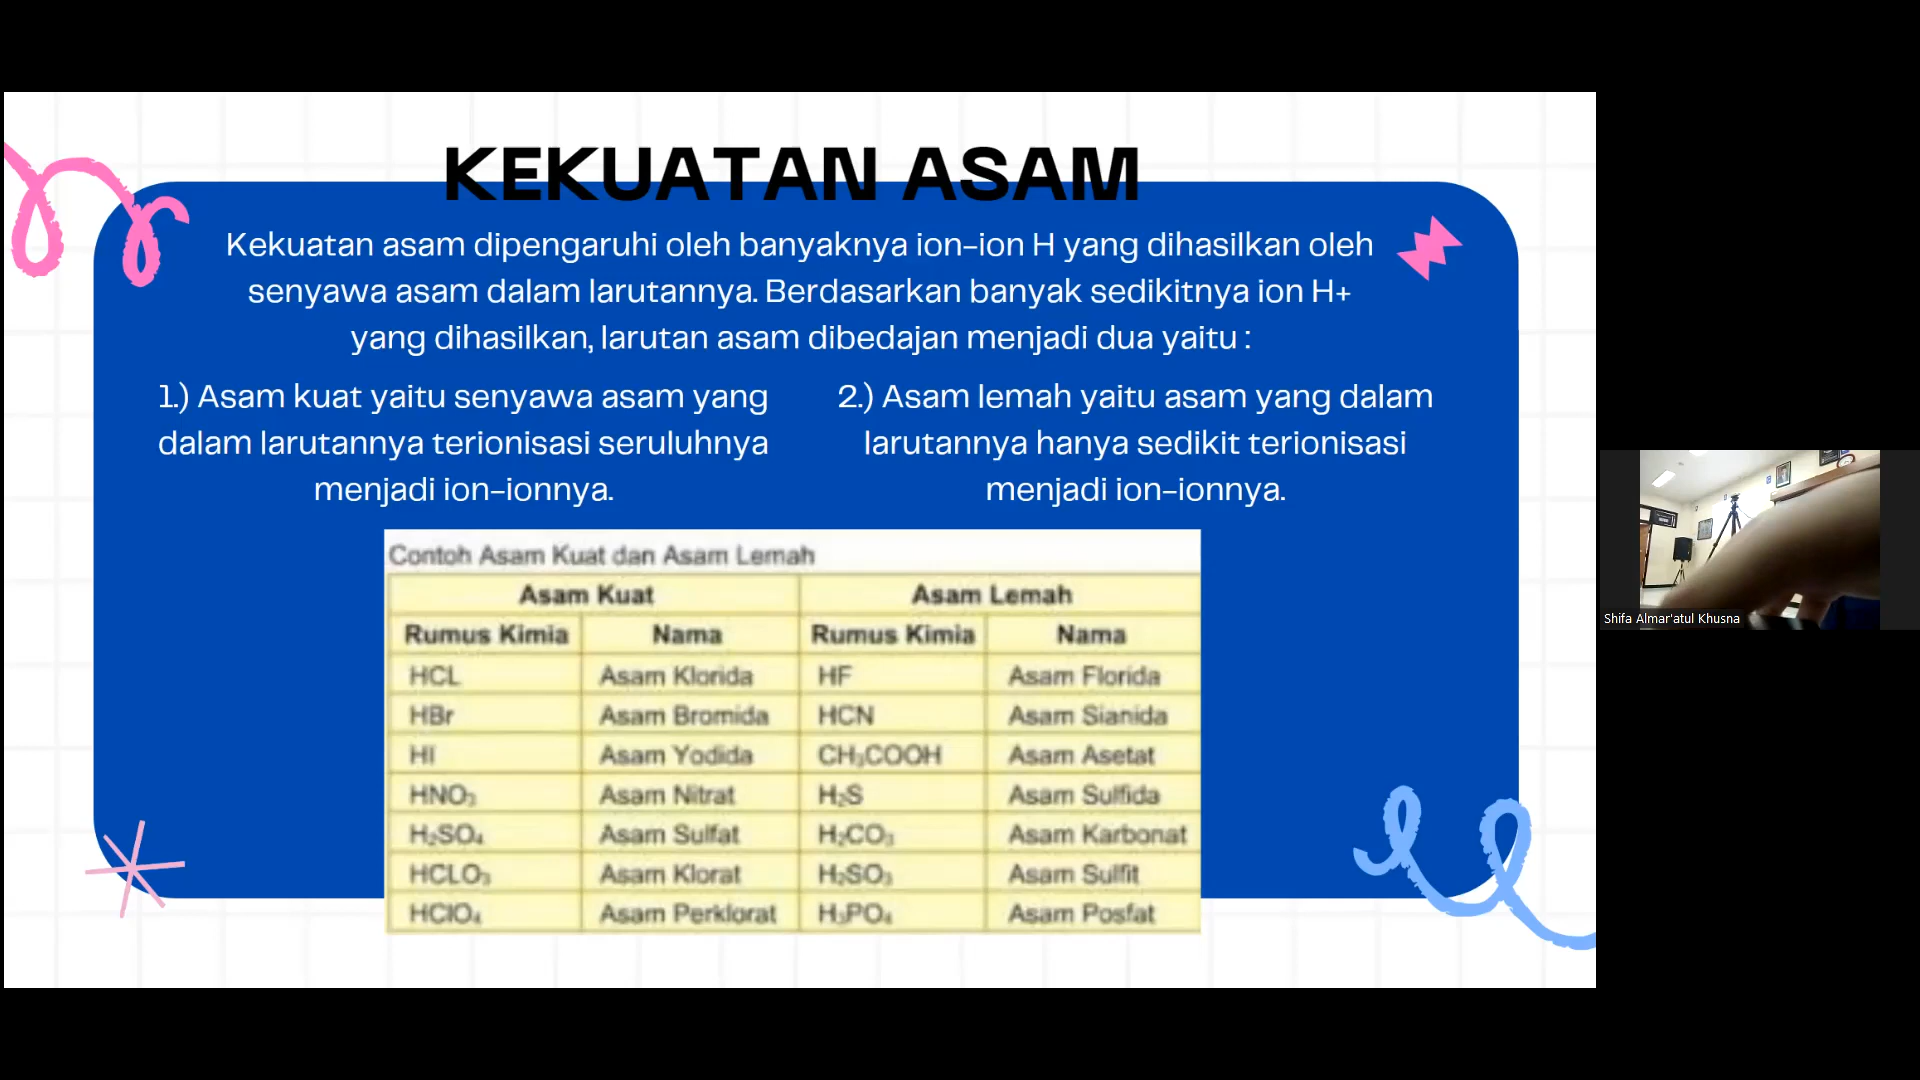 KEKUATAN ASAM
Kekuatan asam dipengaruhi oleh banyaknya ion-ion H yang dihasilkan oleh
senyawa asam dalam larutannya. Berdasarkan banyak sedikitnya ion H+
yang dihasilkan, larutan asam dibedajan menjadi dua yaitu :
1.) Asam kuat yaitu senyawa asam yang
dalam larutannya terionisasi seruluhnya
menjadi ion-ionnya.
2.) Asam lemah yaitu asam yang dalam
larutannya hanya sedikit terionisasi
menjadi ion-ionnya.
Contoh Asam Kuat dan Asam Lemah
Asam Kuat Asam Lemah
Rumus Kimia Nama Rumus Kimia Nama
HCL Asam Klorida HF Asam Florida
HBr Asam Bromida HCN Asam Sianida
HI Asam Yodida CH₃COOH Asam Asetat
HNO₃ Asam Nitrat H₂S Asam Sulfida
H₂SO₄ Asam Sulfat H₂CO₃ Asam Karbonat
HCLO₃ Asam Klorat H₂SO₃ Asam Sulfit
HClO₄ Asam Perklorat H₃PO₄ Asam Posfat
Shifa Almar'atul Khusna